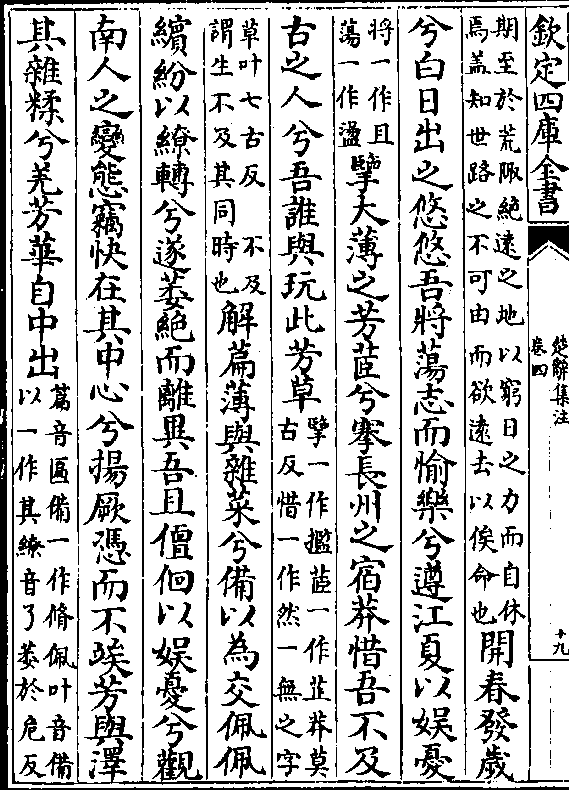 欽定四庫全書
楚辭集注
卷四
十九
期至於荒陬絶遠之地以窮日之力而自休
焉盖知世路之不可由而欲遠去以俟命也
開春發歲
兮白日出之悠悠吾將蕩志而愉樂兮遵江夏以娱憂
將一作且
蕩一作盪
擥大薄之芳茝兮搴長州之宿莽惜吾不及
古之人兮吾誰與玩此芳草
擥一作㩜茝一作芷莽莫
古反惜一作然一無之字
草叶七古反 不及
謂生不及其同時也
解萹薄與雜菜兮備以為交佩佩
繽紛以繚轉兮遂萎絶而離異吾且儃佪以娱憂兮觀
南人之變態竊快在其中心兮揚厥憑而不竢芳與澤
其雜糅兮羌芳華自中出
萹音匾備一作脩佩叶音備
以一作其繚音了萎於危反